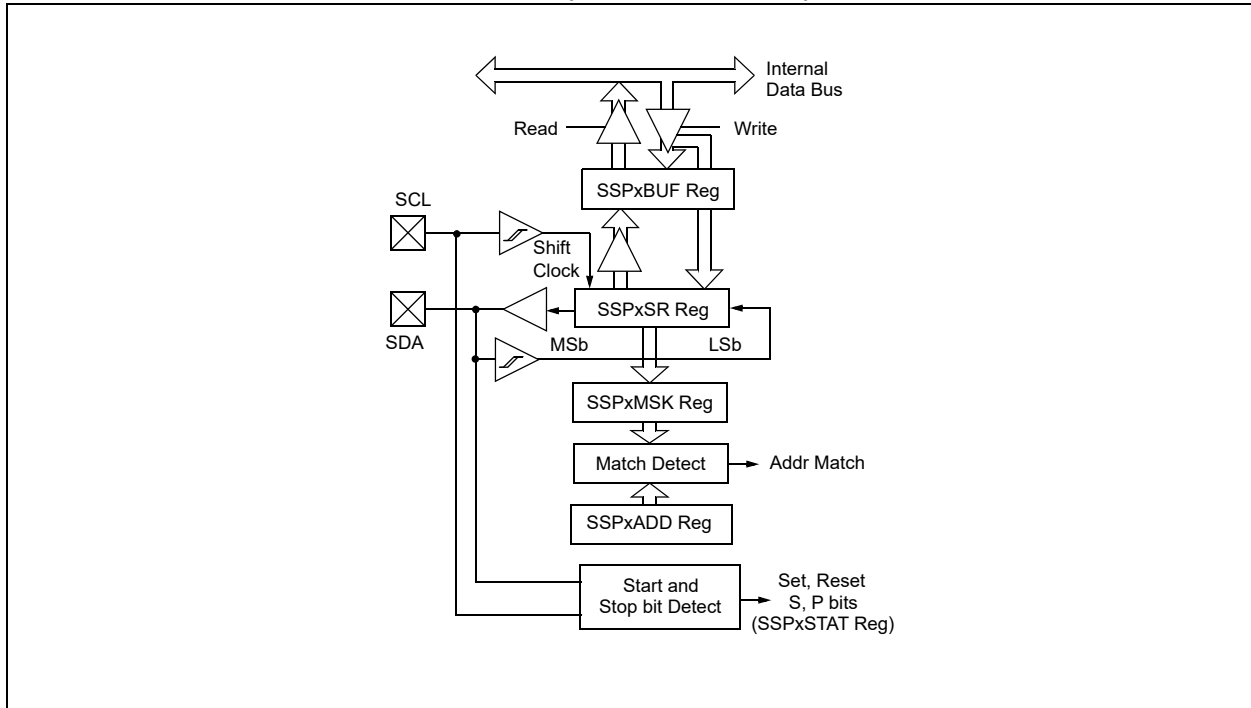 Internal
Data Bus
Read
Write
SSPxBUF Reg
SCL
Shift
Clock
SSPxSR Reg
SDA
MSb
LSb
SSPxMSK Reg
Match Detect
Addr Match
SSPxADD Reg
Start and
Stop bit Detect
Set, Reset
S, P bits
(SSPxSTAT Reg)